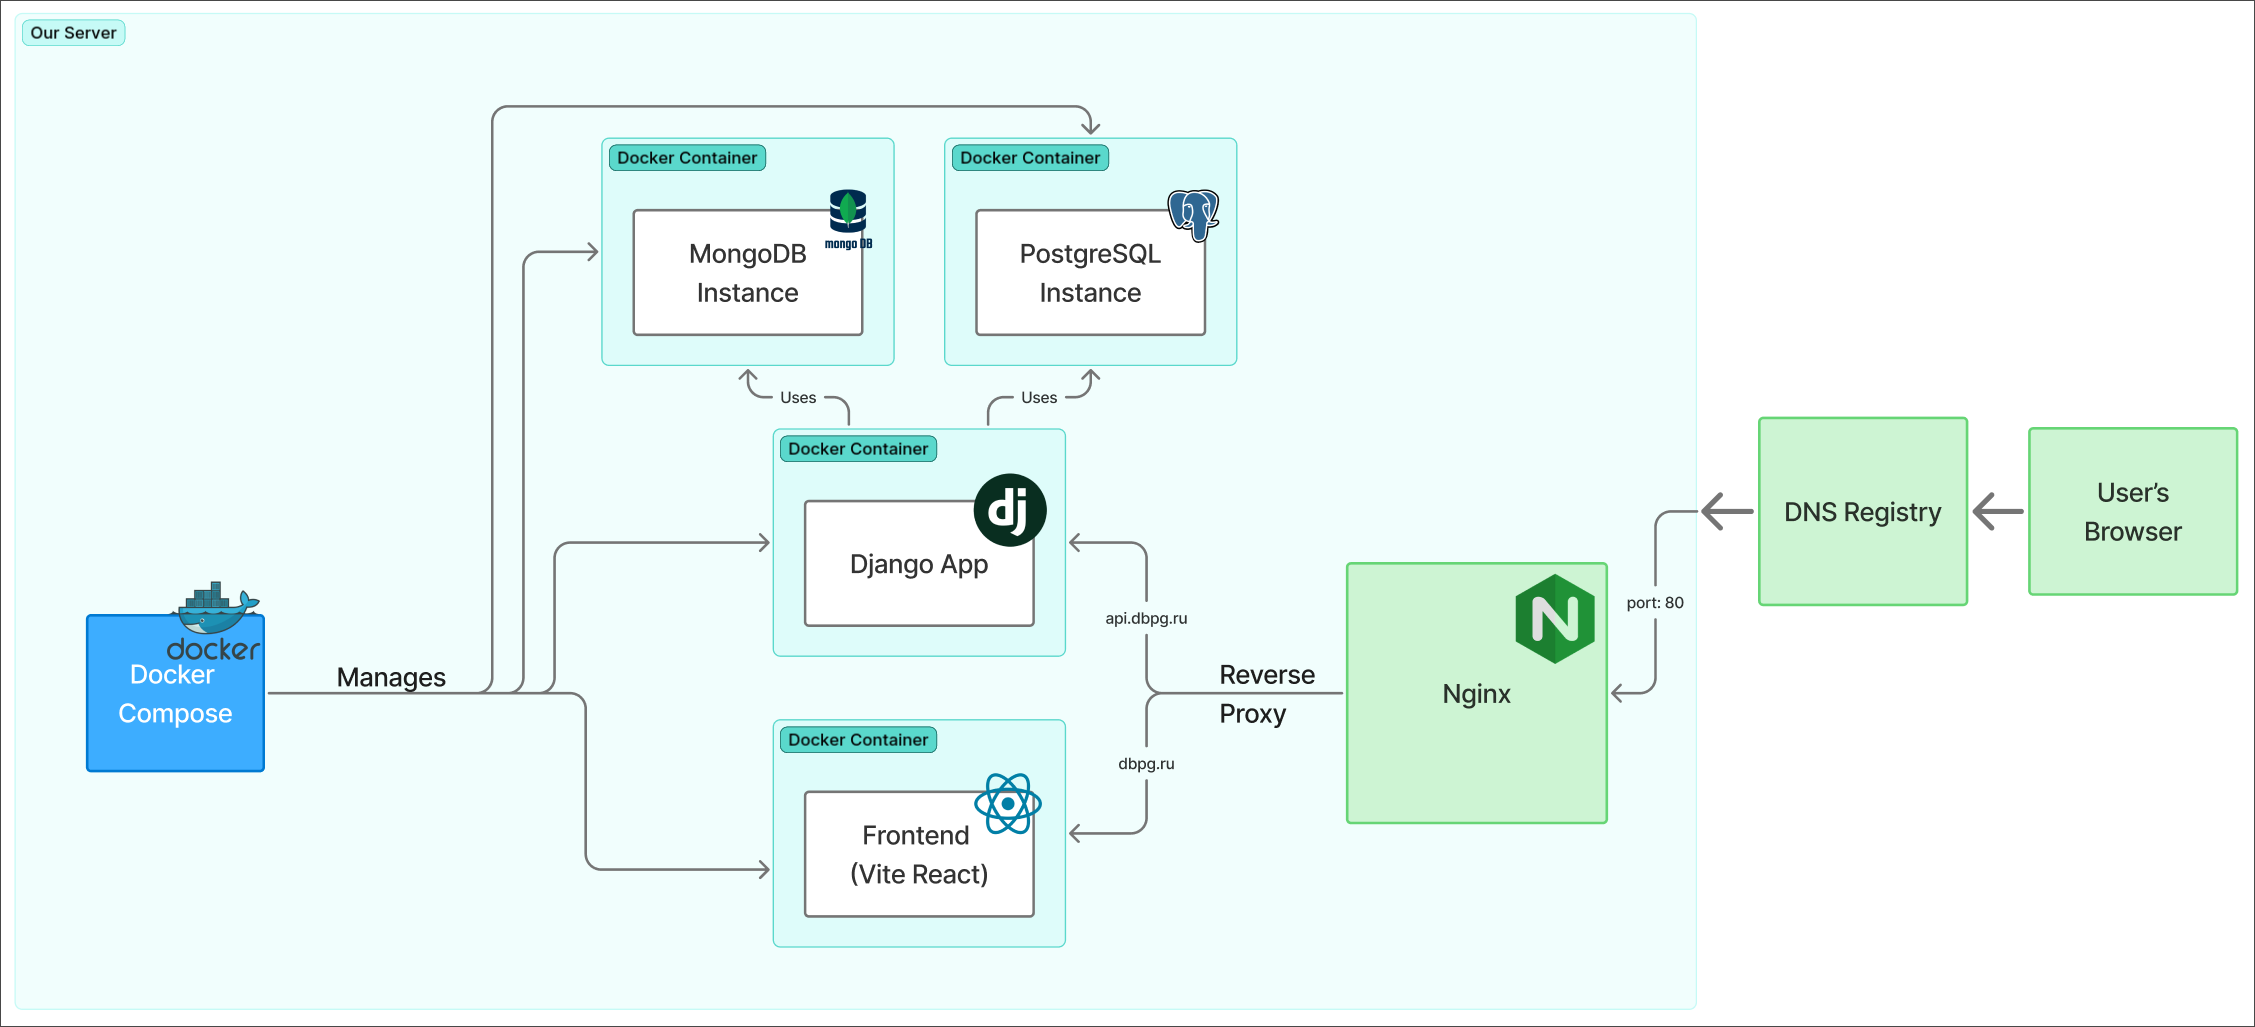 Our Server
Docker Container
mongo DB
MongoDB
Instance
Docker Container
PostgreSQL
Instance
Uses
Uses
Docker Container
dj
Django App
docker
Docker
Compose
Manages
api.dbpg.ru
Reverse
Proxy
dbpg.ru
Docker Container
Frontend
(Vite React)
N
Nginx
port: 80
DNS Registry
User’s
Browser